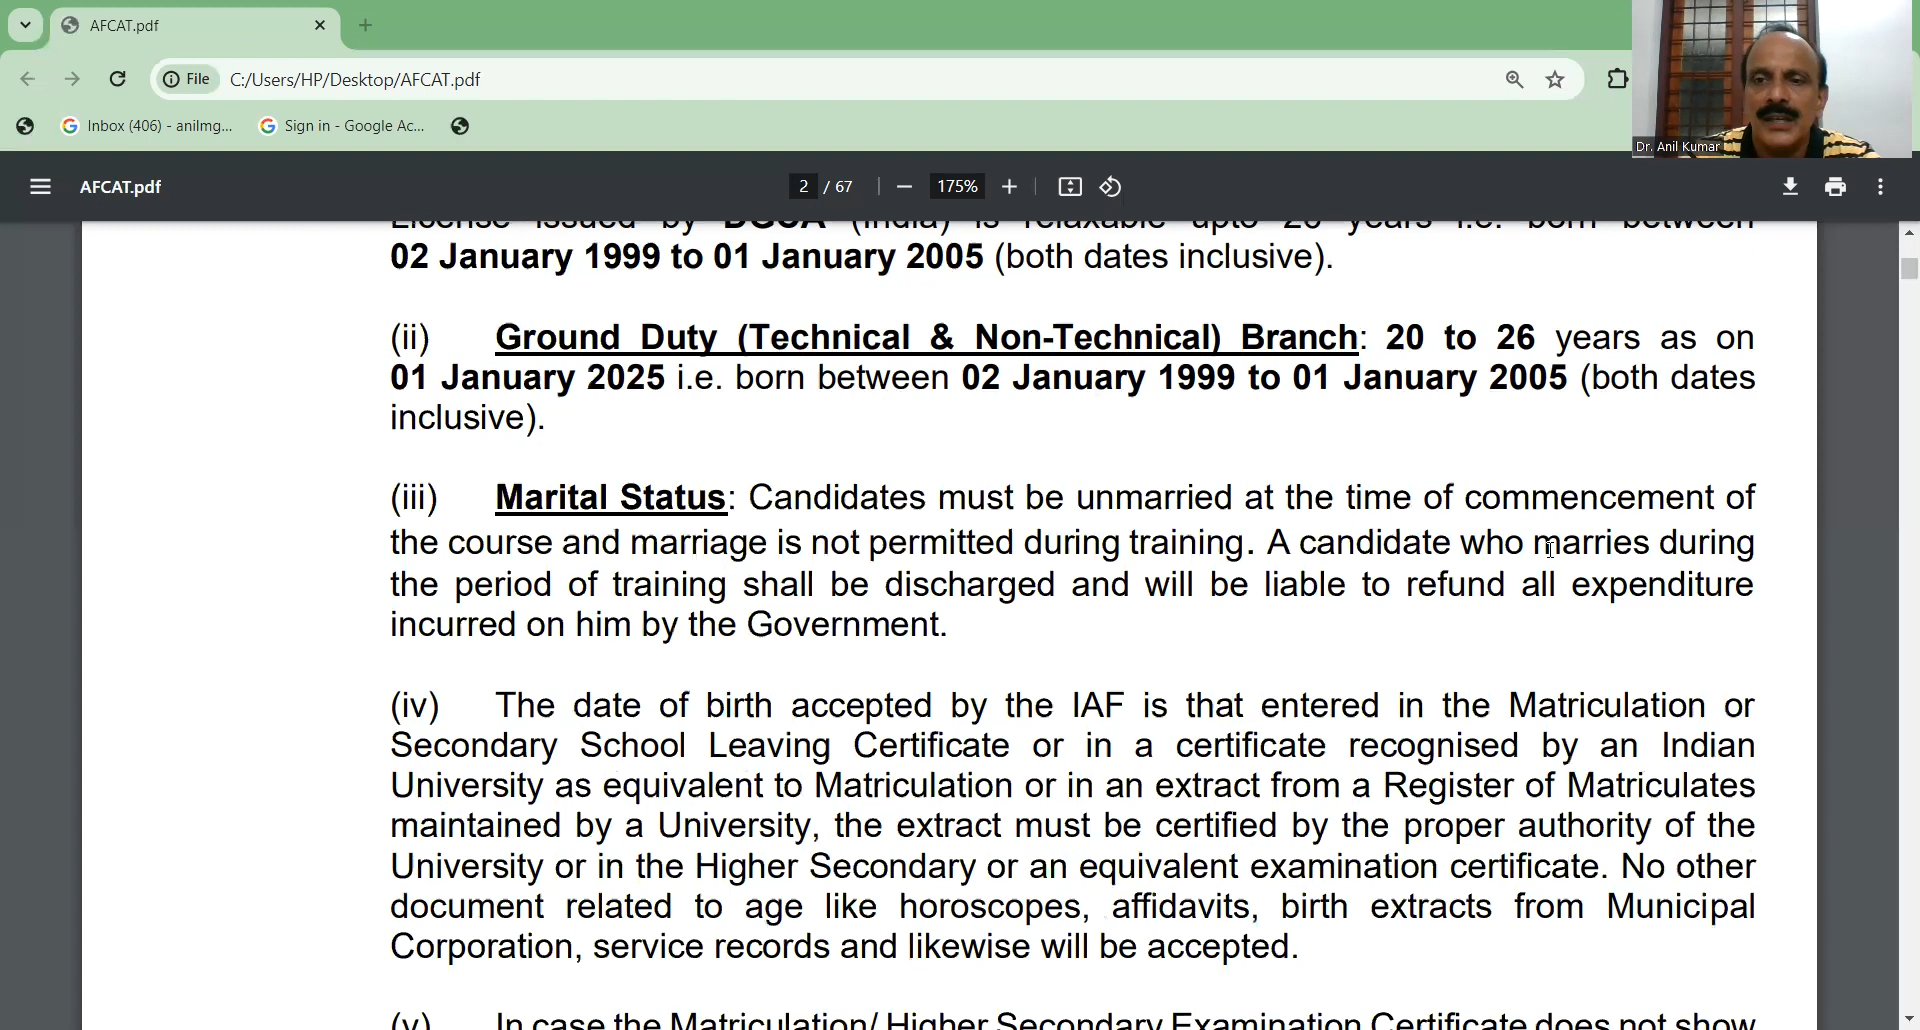 AFCAT.pdf
File
C:/Users/HP/Desktop/AFCAT.pdf
Inbox (406) - anilmg...
Sign in - Google Ac...
Dr. Anil Kumar
AFCAT.pdf
2 / 67
175%
License issued by DGCA (India) is relaxable upto 26 years i.e. born between
02 January 1999 to 01 January 2005 (both dates inclusive).
(ii) Ground Duty (Technical & Non-Technical) Branch: 20 to 26 years as on
01 January 2025 i.e. born between 02 January 1999 to 01 January 2005 (both dates
inclusive).
(iii) Marital Status: Candidates must be unmarried at the time of commencement of
the course and marriage is not permitted during training. A candidate who marries during
the period of training shall be discharged and will be liable to refund all expenditure
incurred on him by the Government.
(iv) The date of birth accepted by the IAF is that entered in the Matriculation or
Secondary School Leaving Certificate or in a certificate recognised by an Indian
University as equivalent to Matriculation or in an extract from a Register of Matriculates
maintained by a University, the extract must be certified by the proper authority of the
University or in the Higher Secondary or an equivalent examination certificate. No other
document related to age like horoscopes, affidavits, birth extracts from Municipal
Corporation, service records and likewise will be accepted.
(v) In case the Matriculation/ Higher Secondary Examination Certificate does not show